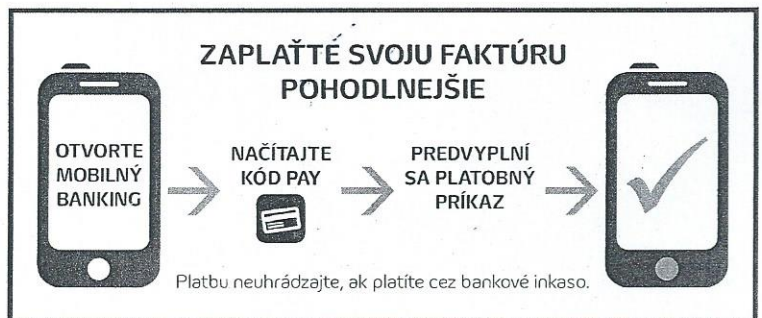 ZAPLAŤTE SVOJU FAKTÚRU
POHODLNEJŠIE
OTVORTE
MOBILNÝ
BANKING
NAČÍTAJTE
KÓD PAY
PREDVYPLNÍ
SA PLATOBNÝ
PRÍKAZ
Platbu neuhrádzajte, ak platíte cez bankové inkaso.